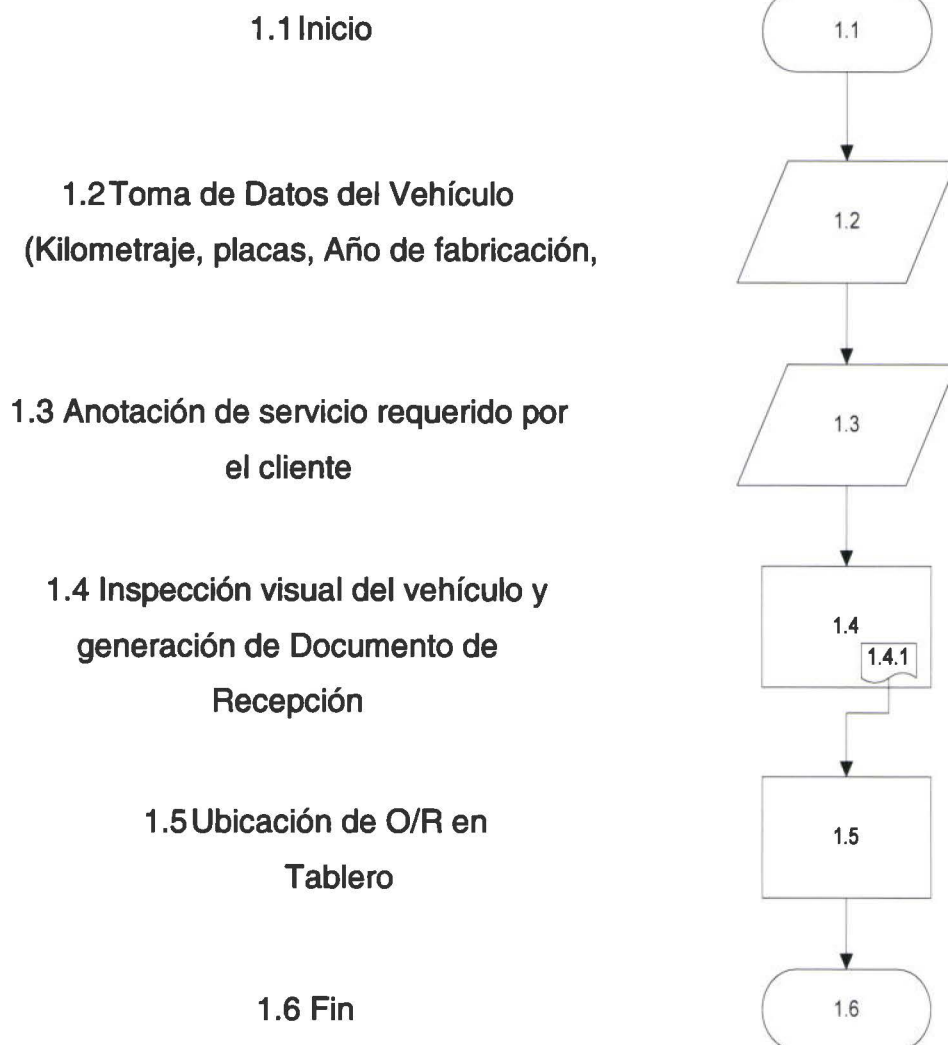 1.1 Inicio
1.1
1.2 Toma de Datos del Vehículo
(Kilometraje, placas, Año de fabricación,
1.2
1.3 Anotación de servicio requerido por
el cliente
1.3
1.4 Inspección visual del vehículo y
generación de Documento de
Recepción
1.4
1.4.1
1.5 Ubicación de O/R en
Tablero
1.5
1.6 Fin
1.6